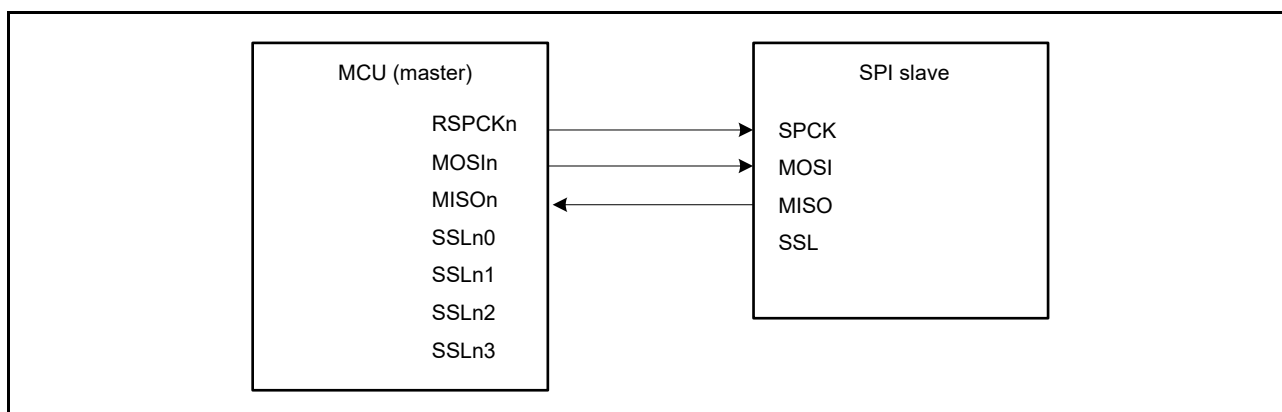 MCU (master)
RSPCKn
MOSIn
MISOn
SSLn0
SSLn1
SSLn2
SSLn3
SPI slave
SPCK
MOSI
MISO
SSL